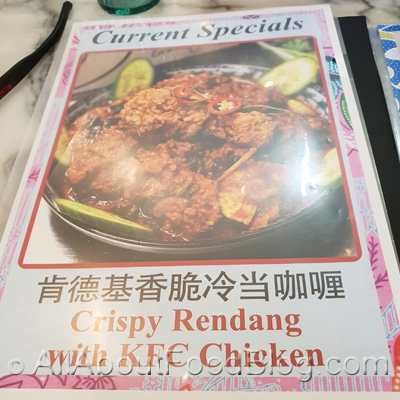 Current Specials
肯德基香脆冷当咖喱
Crispy Rendang
with KFC Chicken
© AllAboutFoodBlog.com